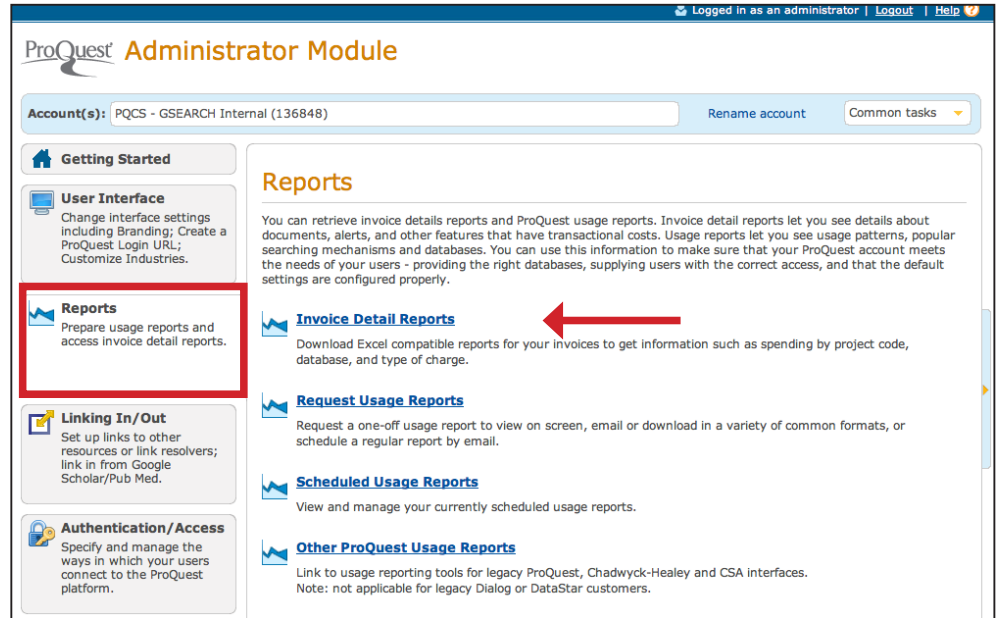 Logged in as an administrator | Logout | Help ?
ProQuest Administrator Module
Account(s): PQCS - GSEARCH Internal (136848) Rename account Common tasks
Getting Started
User Interface
Change interface settings
including Branding; Create a
ProQuest Login URL;
Customize Industries.
Reports
Prepare usage reports and
access invoice detail reports.
Linking In/Out
Set up links to other
resources or link resolvers;
link in from Google
Scholar/Pub Med.
Authentication/Access
Specify and manage the
ways in which your users
connect to the ProQuest
platform.
Reports
You can retrieve invoice details reports and ProQuest usage reports. Invoice detail reports let you see details about
documents, alerts, and other features that have transactional costs. Usage reports let you see usage patterns, popular
searching mechanisms and databases. You can use this information to make sure that your ProQuest account meets
the needs of your users - providing the right databases, supplying users with the correct access, and that the default
settings are configured properly.
Invoice Detail Reports
Download Excel compatible reports for your invoices to get information such as spending by project code,
database, and type of charge.
Request Usage Reports
Request a one-off usage report to view on screen, email or download in a variety of common formats, or
schedule a regular report by email.
Scheduled Usage Reports
View and manage your currently scheduled usage reports.
Other ProQuest Usage Reports
Link to usage reporting tools for legacy ProQuest, Chadwyck-Healey and CSA interfaces.
Note: not applicable for legacy Dialog or DataStar customers.